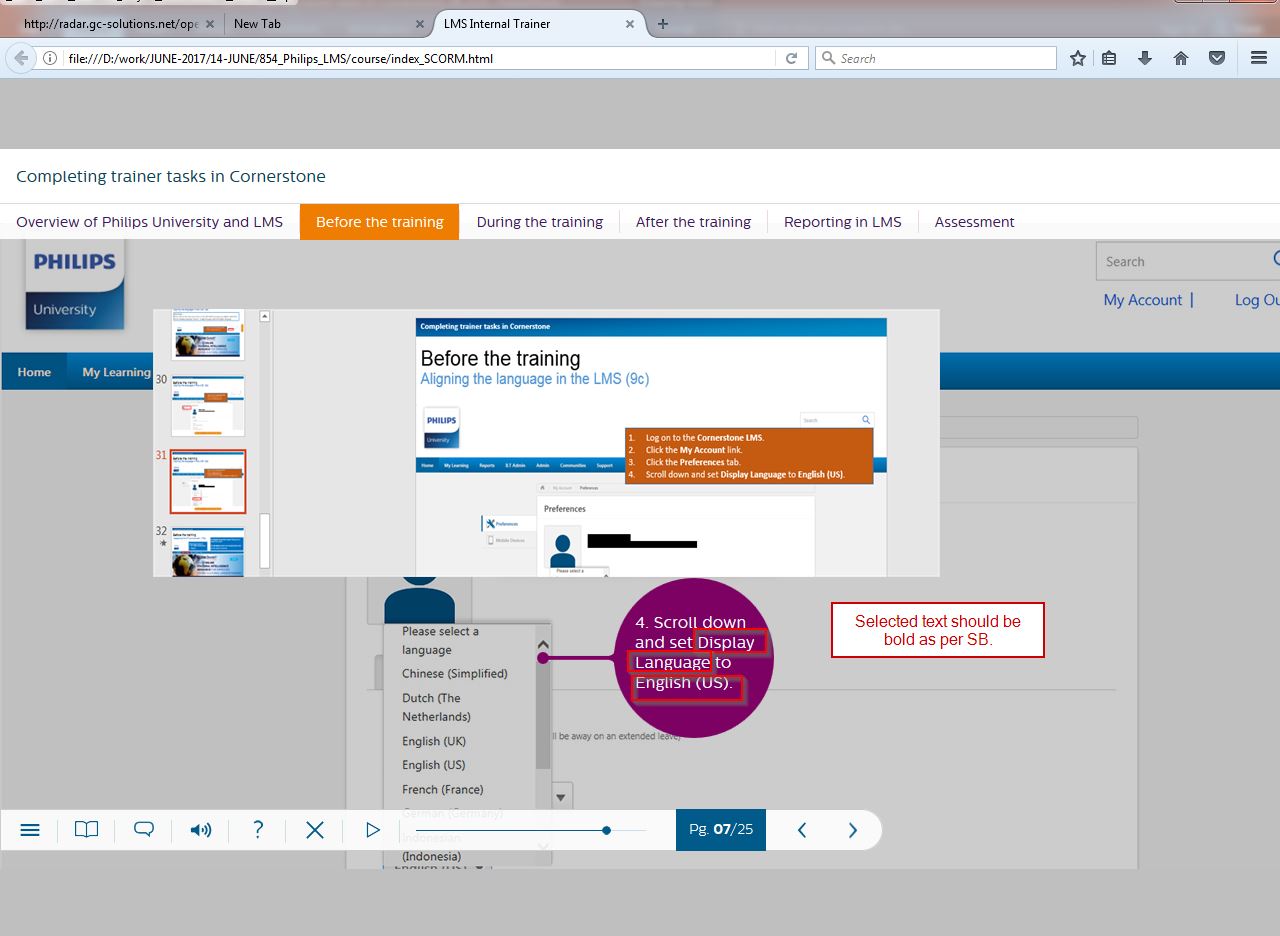 http://radar.gc-solutions.net/ope
New Tab
LMS Internal Trainer
file:///D:/work/JUNE-2017/14-JUNE/854_Philips_LMS/course/index_SCORM.html
Search
Completing trainer tasks in Cornerstone
Overview of Philips University and LMS
Before the training
During the training
After the training
Reporting in LMS
Assessment
PHILIPS
University
Search
My Account |
Log Ou
Home
My Learning
30
31
32
Completing trainer tasks in Cornerstone
Before the training
Aligning the language in the LMS (9c)
PHILIPS
University
Search
1. Log on to the Cornerstone LMS.
2. Click the My Account link.
3. Click the Preferences tab.
4. Scroll down and set Display Language to English (US).
Home My Learning Reports ILT Admin Admin Communities Support
My Account Preferences
Preferences
Preferences
Mobile Devices
Please select a
4. Scroll down
and set Display
Language to
English (US).
Selected text should be
bold as per SB.
Please select a
language
Chinese (Simplified)
Dutch (The
Netherlands)
English (UK)
English (US)
French (France)
German (Germany)
Indonesian
(Indonesia)
English (US)
ll be away on an extended leave)
Pg. 07/25